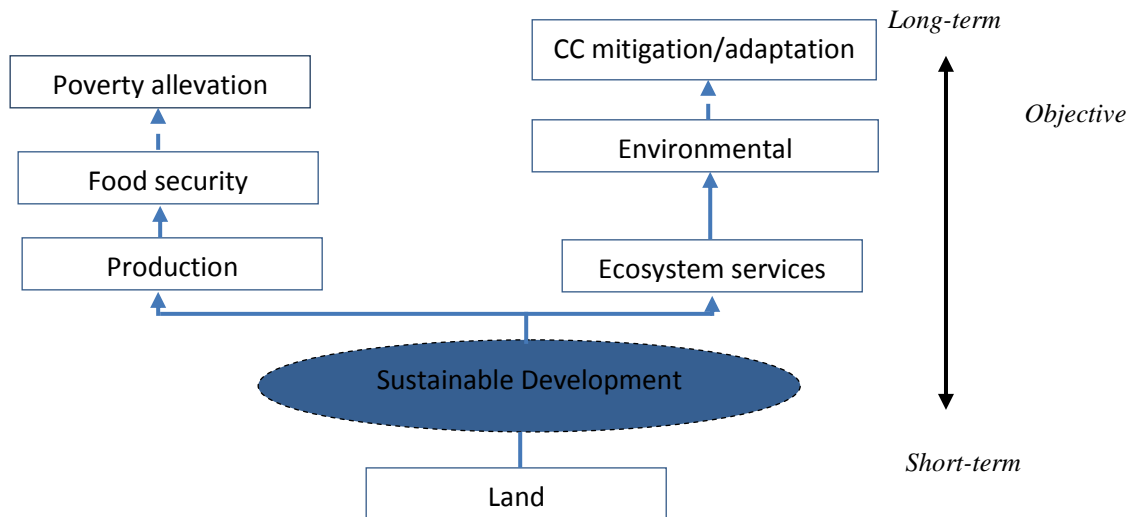 Long-term
CC mitigation/adaptation
Poverty allevation
Objective
Environmental
Food security
Production
Ecosystem services
Sustainable Development
Short-term
Land